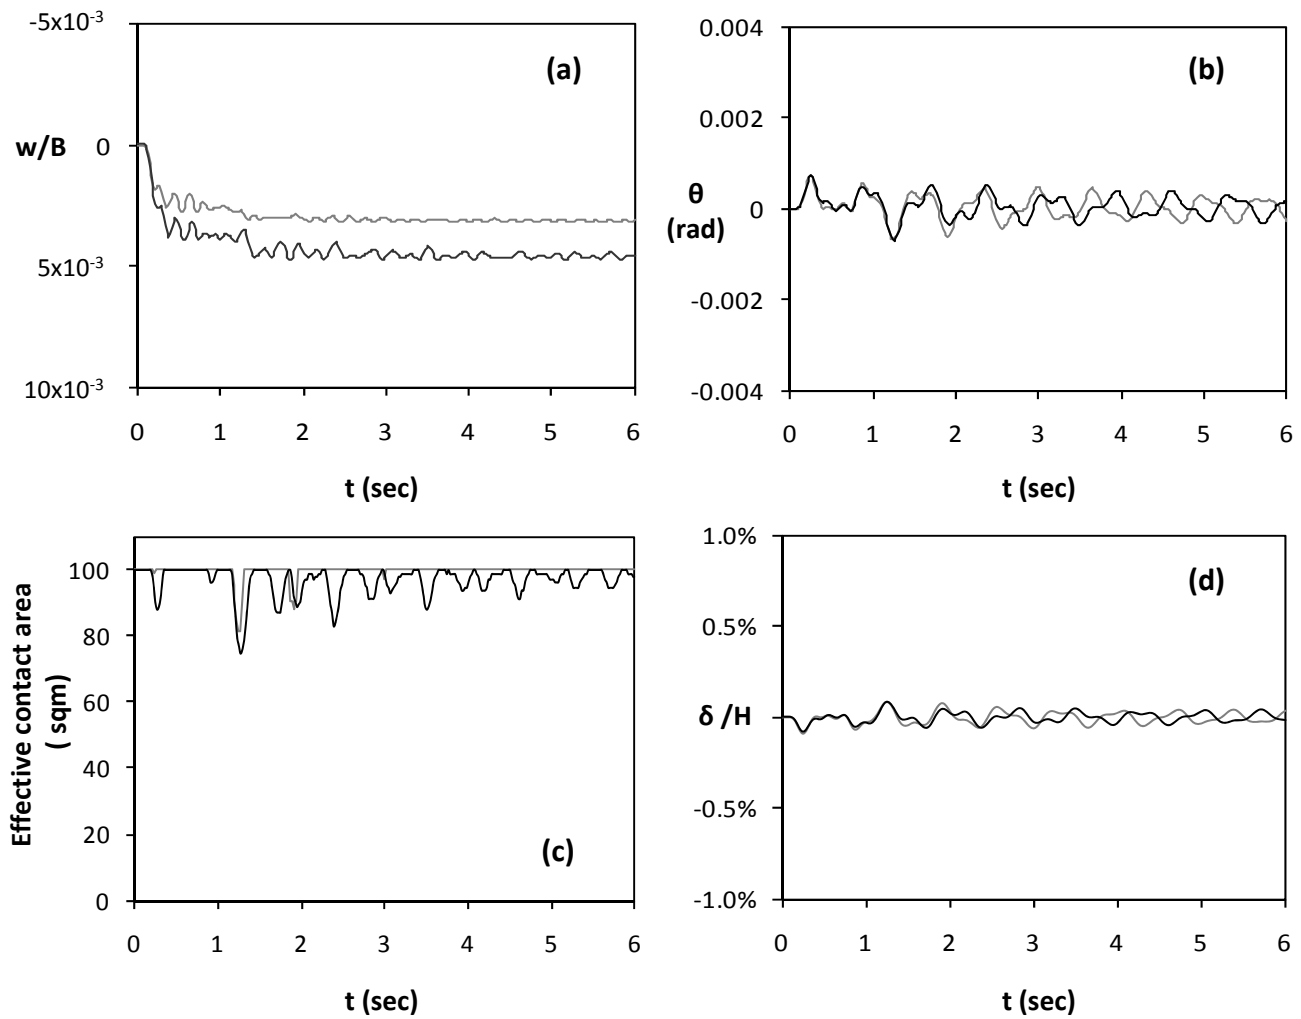 -5x10⁻³
(a)
w/B
0
5x10⁻³
10x10⁻³
0 1 2 3 4 5 6
t (sec)
0.004
(b)
0.002
θ
(rad)
0
-0.002
-0.004
0 1 2 3 4 5 6
t (sec)
Effective contact area
( sqm)
100
80
60
40
20
0
(c)
0 1 2 3 4 5 6
t (sec)
1.0%
(d)
0.5%
δ /H
-0.5%
-1.0%
0 1 2 3 4 5 6
t (sec)